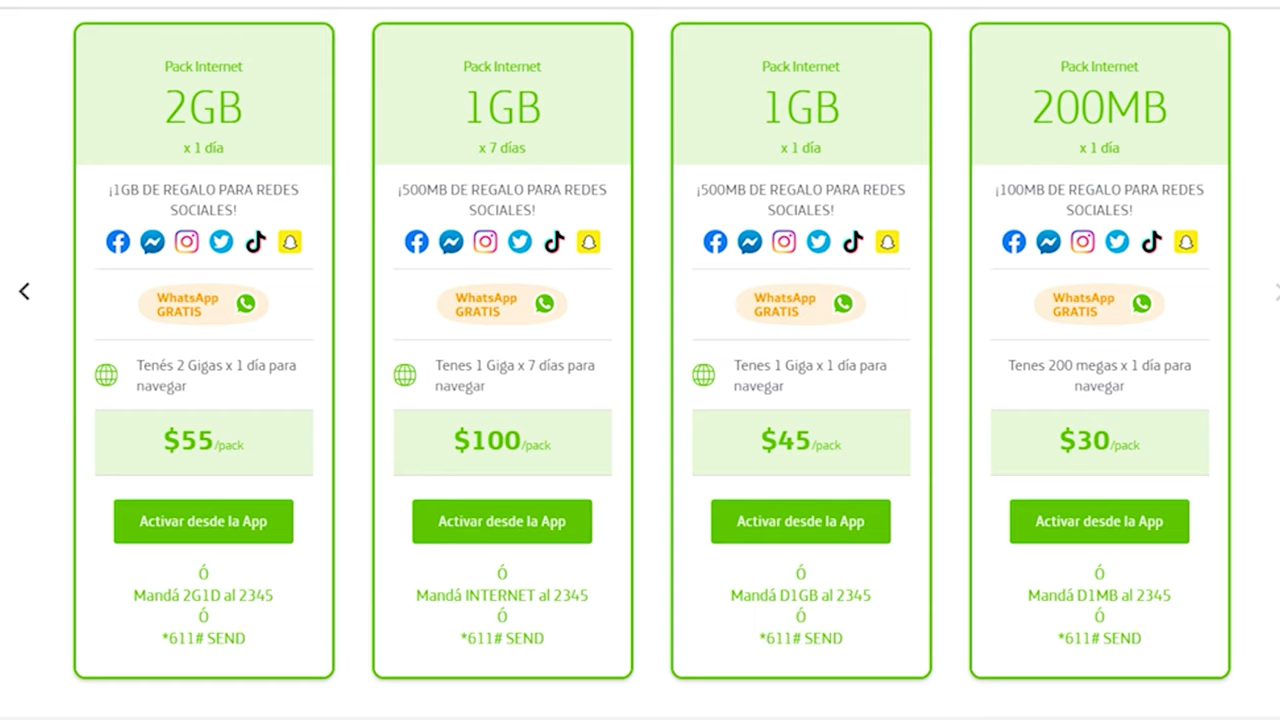 Pack Internet
2GB
x 1 día
¡1GB DE REGALO PARA REDES
SOCIALES!
WhatsApp
GRATIS
Tenés 2 Gigas x 1 día para
navegar
$55/pack
Activar desde la App
Ó
Mandá 2G1D al 2345
Ó
*611# SEND
Pack Internet
1GB
x 7 días
¡500MB DE REGALO PARA REDES
SOCIALES!
WhatsApp
GRATIS
Tenes 1 Giga x 7 días para
navegar
$100/pack
Activar desde la App
Ó
Mandá INTERNET al 2345
Ó
*611# SEND
Pack Internet
1GB
x 1 día
¡500MB DE REGALO PARA REDES
SOCIALES!
WhatsApp
GRATIS
Tenes 1 Giga x 1 día para
navegar
$45/pack
Activar desde la App
Ó
Mandá D1GB al 2345
Ó
*611# SEND
Pack Internet
200MB
x 1 día
¡100MB DE REGALO PARA REDES
SOCIALES!
WhatsApp
GRATIS
Tenes 200 megas x 1 día para
navegar
$30/pack
Activar desde la App
Ó
Mandá D1MB al 2345
Ó
*611# SEND